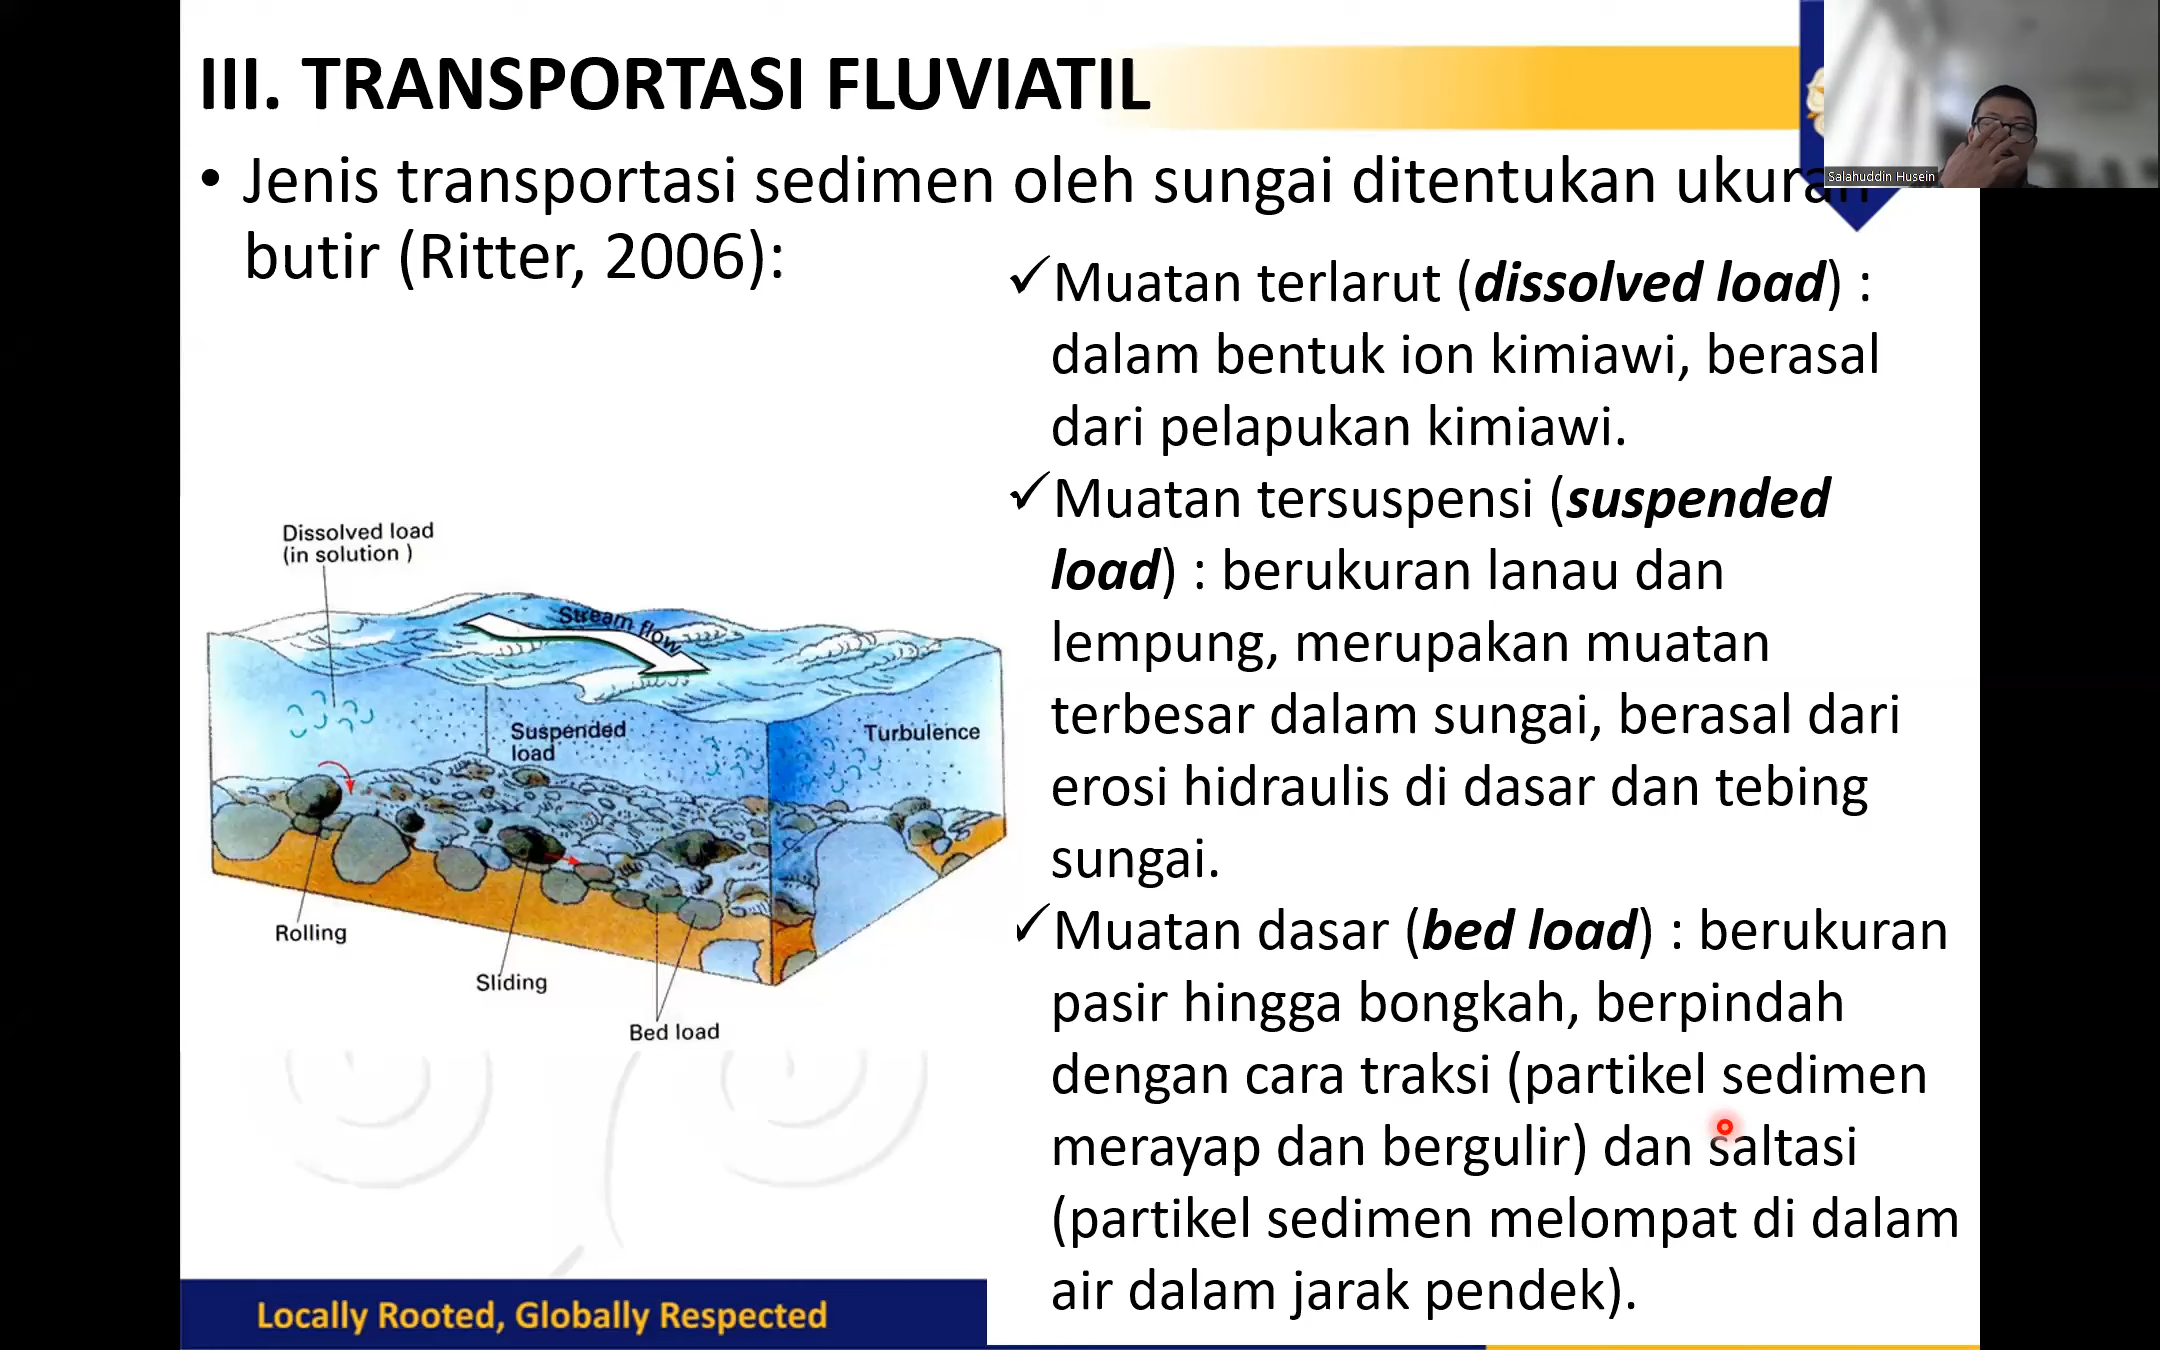 III. TRANSPORTASI FLUVIATIL
Salahuddin Husein
• Jenis transportasi sedimen oleh sungai ditentukan ukuran
butir (Ritter, 2006):
✓Muatan terlarut (dissolved load) :
dalam bentuk ion kimiawi, berasal
dari pelapukan kimiawi.
✓Muatan tersuspensi (suspended
load) : berukuran lanau dan
lempung, merupakan muatan
terbesar dalam sungai, berasal dari
erosi hidraulis di dasar dan tebing
sungai.
✓Muatan dasar (bed load) : berukuran
pasir hingga bongkah, berpindah
dengan cara traksi (partikel sedimen
merayap dan bergulir) dan saltasi
(partikel sedimen melompat di dalam
air dalam jarak pendek).
Dissolved load
(in solution )
Stream flow
Suspended
load
Turbulence
Rolling
Sliding
Bed load
Locally Rooted, Globally Respected